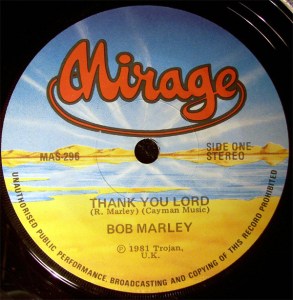 Mirage
MAS-296
SIDE ONE
STEREO
THANK YOU LORD
(R. Marley) (Cayman Music)
BOB MARLEY
℗ 1981 Trojan,
U.K.
UNAUTHORISED PUBLIC PERFORMANCE, BROADCASTING AND COPYING OF THIS RECORD PROHIBITED